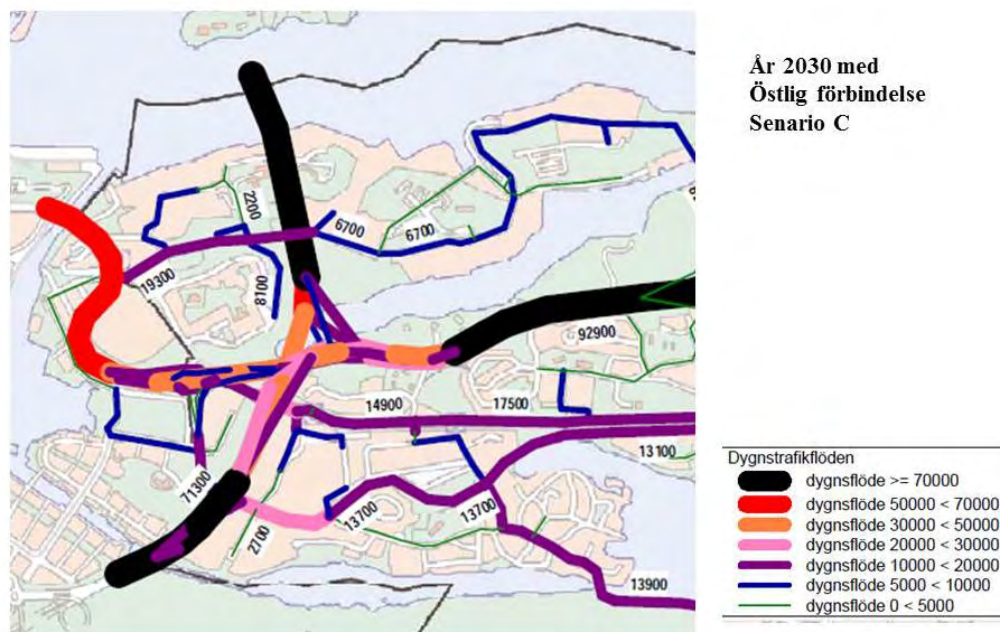 År 2030 med
Östlig förbindelse
Senario C
2200
6700
6700
19300
8100
92900
14900
17500
13100
71300
2700
13700
13700
13900
Dygnstrafikflöden
dygnsflöde >= 70000
dygnsflöde 50000 < 70000
dygnsflöde 30000 < 50000
dygnsflöde 20000 < 30000
dygnsflöde 10000 < 20000
dygnsflöde 5000 < 10000
dygnsflöde 0 < 5000